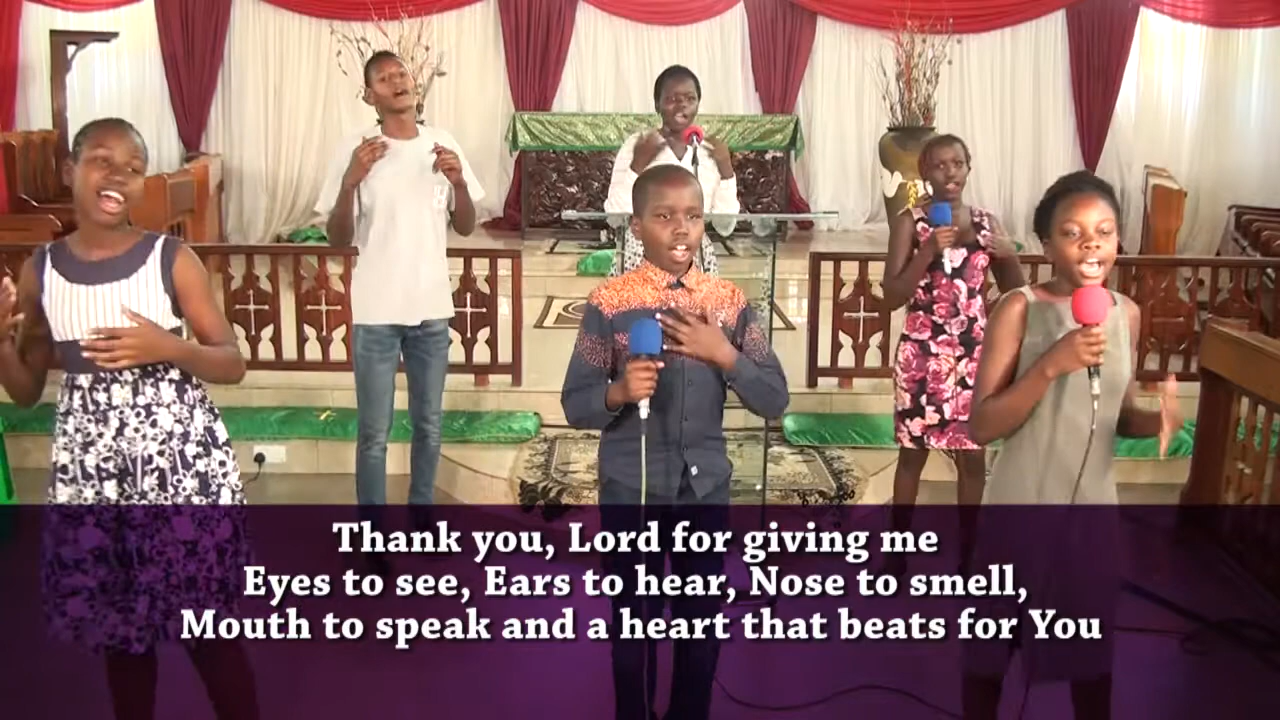 Thank you, Lord for giving me
Eyes to see, Ears to hear, Nose to smell,
Mouth to speak and a heart that beats for You